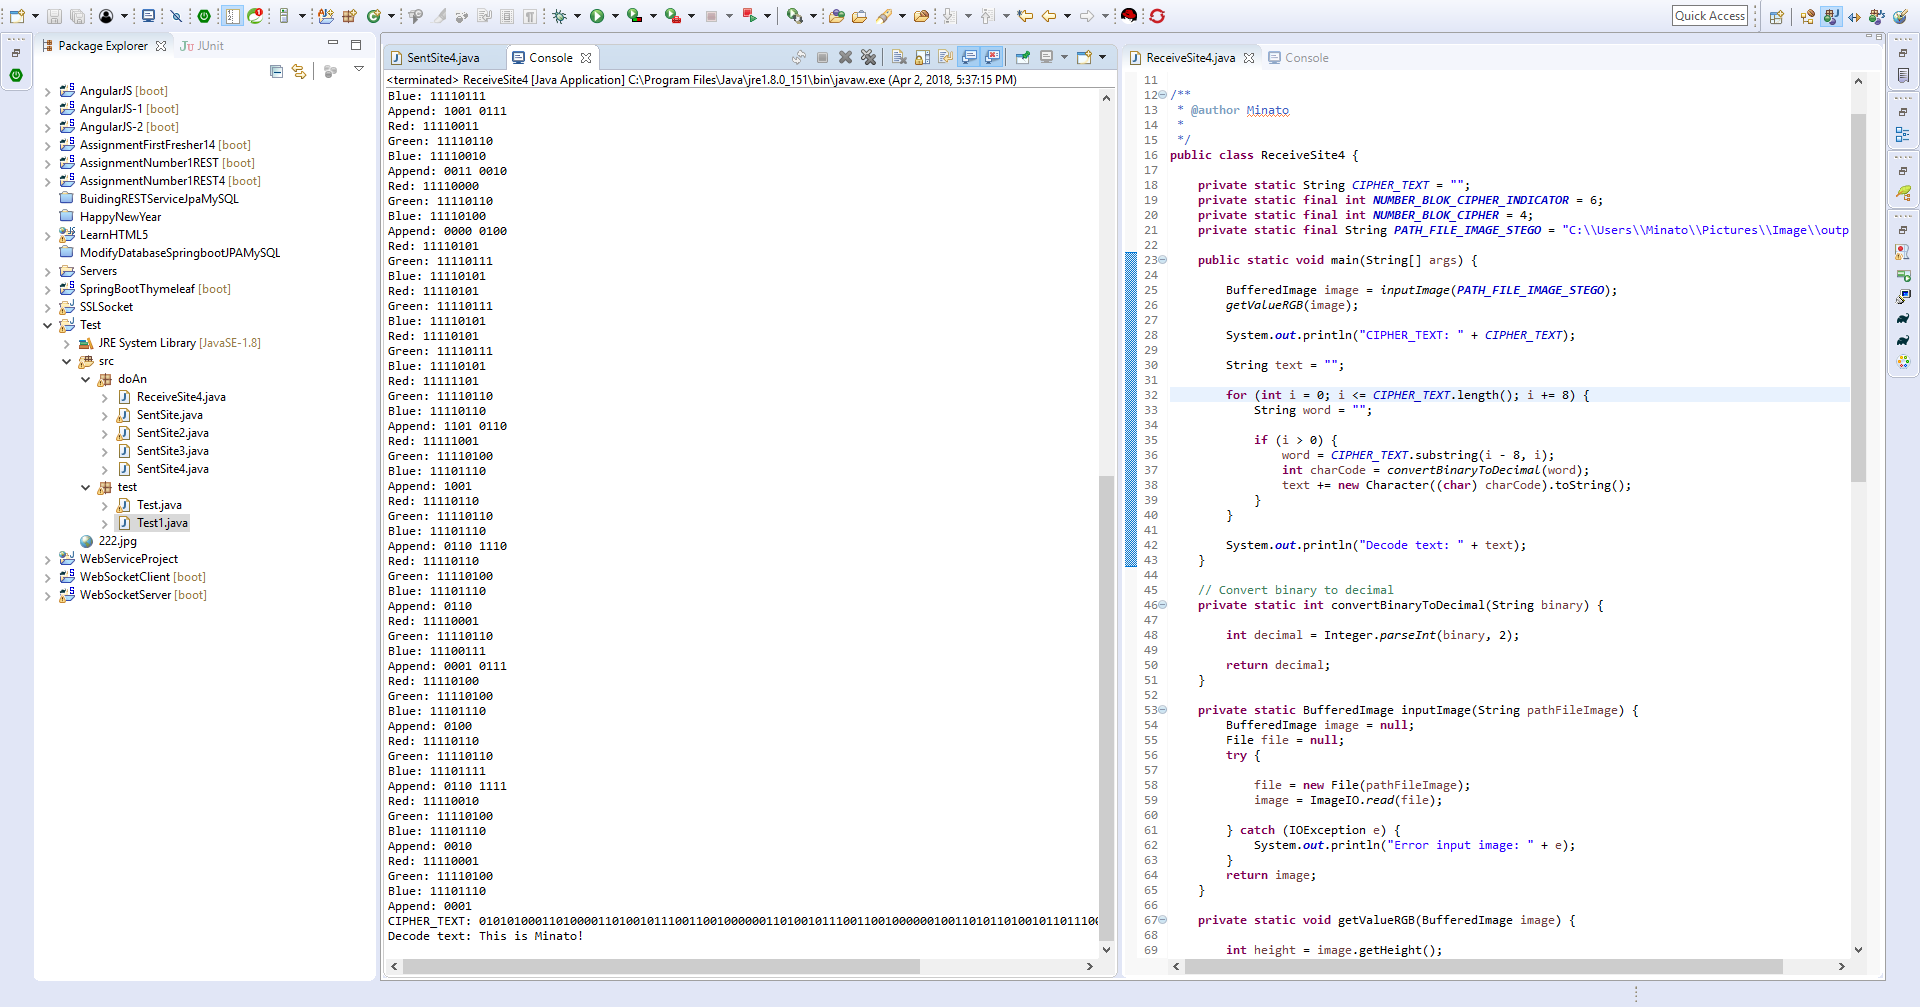 Quick Access
Package Explorer
JUnit
AngularJS [boot]
AngularJS-1 [boot]
AngularJS-2 [boot]
AssignmentFirstFresher14 [boot]
AssignmentNumber1REST [boot]
AssignmentNumber1REST4 [boot]
BuidingRESTServiceJpaMySQL
HappyNewYear
LearnHTML5
ModifyDatabaseSpringbootJPAMySQL
Servers
SpringBootThymeleaf [boot]
SSLSocket
Test
JRE System Library [JavaSE-1.8]
src
doAn
ReceiveSite4.java
SentSite.java
SentSite2.java
SentSite3.java
SentSite4.java
test
Test.java
Test1.java
222.jpg
WebServiceProject
WebSocketClient [boot]
WebSocketServer [boot]
SentSite4.java
Console
<terminated> ReceiveSite4 [Java Application] C:\Program Files\Java\jre1.8.0_151\bin\javaw.exe (Apr 2, 2018, 5:37:15 PM)
Blue: 11110111
Append: 1001 0111
Red: 11110011
Green: 11110110
Blue: 11110010
Append: 0011 0010
Red: 11110000
Green: 11110110
Blue: 11110100
Append: 0000 0100
Red: 11110101
Green: 11110111
Blue: 11110101
Red: 11110101
Green: 11110111
Blue: 11110101
Red: 11110101
Green: 11110111
Blue: 11110101
Red: 11111101
Green: 11110110
Blue: 11110110
Append: 1101 0110
Red: 11111001
Green: 11110100
Blue: 11101110
Append: 1001
Red: 11110110
Green: 11110110
Blue: 11101110
Append: 0110 1110
Red: 11110110
Green: 11110100
Blue: 11101110
Append: 0110
Red: 11110001
Green: 11110110
Blue: 11100111
Append: 0001 0111
Red: 11110100
Green: 11110100
Blue: 11101110
Append: 0100
Red: 11110110
Green: 11110110
Blue: 11101111
Append: 0110 1111
Red: 11110010
Green: 11110100
Blue: 11101110
Append: 0010
Red: 11110001
Green: 11110100
Blue: 11101110
Append: 0001
CIPHER_TEXT: 
Decode text: This is Minato!
ReceiveSite4.java
Console
11
12 /**
13 * @author Minato
14 *
15 */
16 public class ReceiveSite4 {
17
18 private static String CIPHER_TEXT = "";
19 private static final int NUMBER_BLOK_CIPHER_INDICATOR = 6;
20 private static final int NUMBER_BLOK_CIPHER = 4;
21 private static final String PATH_FILE_IMAGE_STEGO = "C:\\Users\\Minato\\Pictures\\Image\\outp
22
23 public static void main(String[] args) {
24
25 BufferedImage image = inputImage(PATH_FILE_IMAGE_STEGO);
26 getValueRGB(image);
27
28 System.out.println("CIPHER_TEXT: " + CIPHER_TEXT);
29
30 String text = "";
31
32 for (int i = 0; i <= CIPHER_TEXT.length(); i += 8) {
33 String word = "";
34
35 if (i > 0) {
36 word = CIPHER_TEXT.substring(i - 8, i);
37 int charCode = convertBinaryToDecimal(word);
38 text += new Character((char) charCode).toString();
39 }
40 }
41
42 System.out.println("Decode text: " + text);
43 }
44
45 // Convert binary to decimal
46 private static int convertBinaryToDecimal(String binary) {
47
48 int decimal = Integer.parseInt(binary, 2);
49
50 return decimal;
51 }
52
53 private static BufferedImage inputImage(String pathFileImage) {
54 BufferedImage image = null;
55 File file = null;
56 try {
57
58 file = new File(pathFileImage);
59 image = ImageIO.read(file);
60
61 } catch (IOException e) {
62 System.out.println("Error input image: " + e);
63 }
64 return image;
65 }
66
67 private static void getValueRGB(BufferedImage image) {
68
69 int height = image.getHeight();